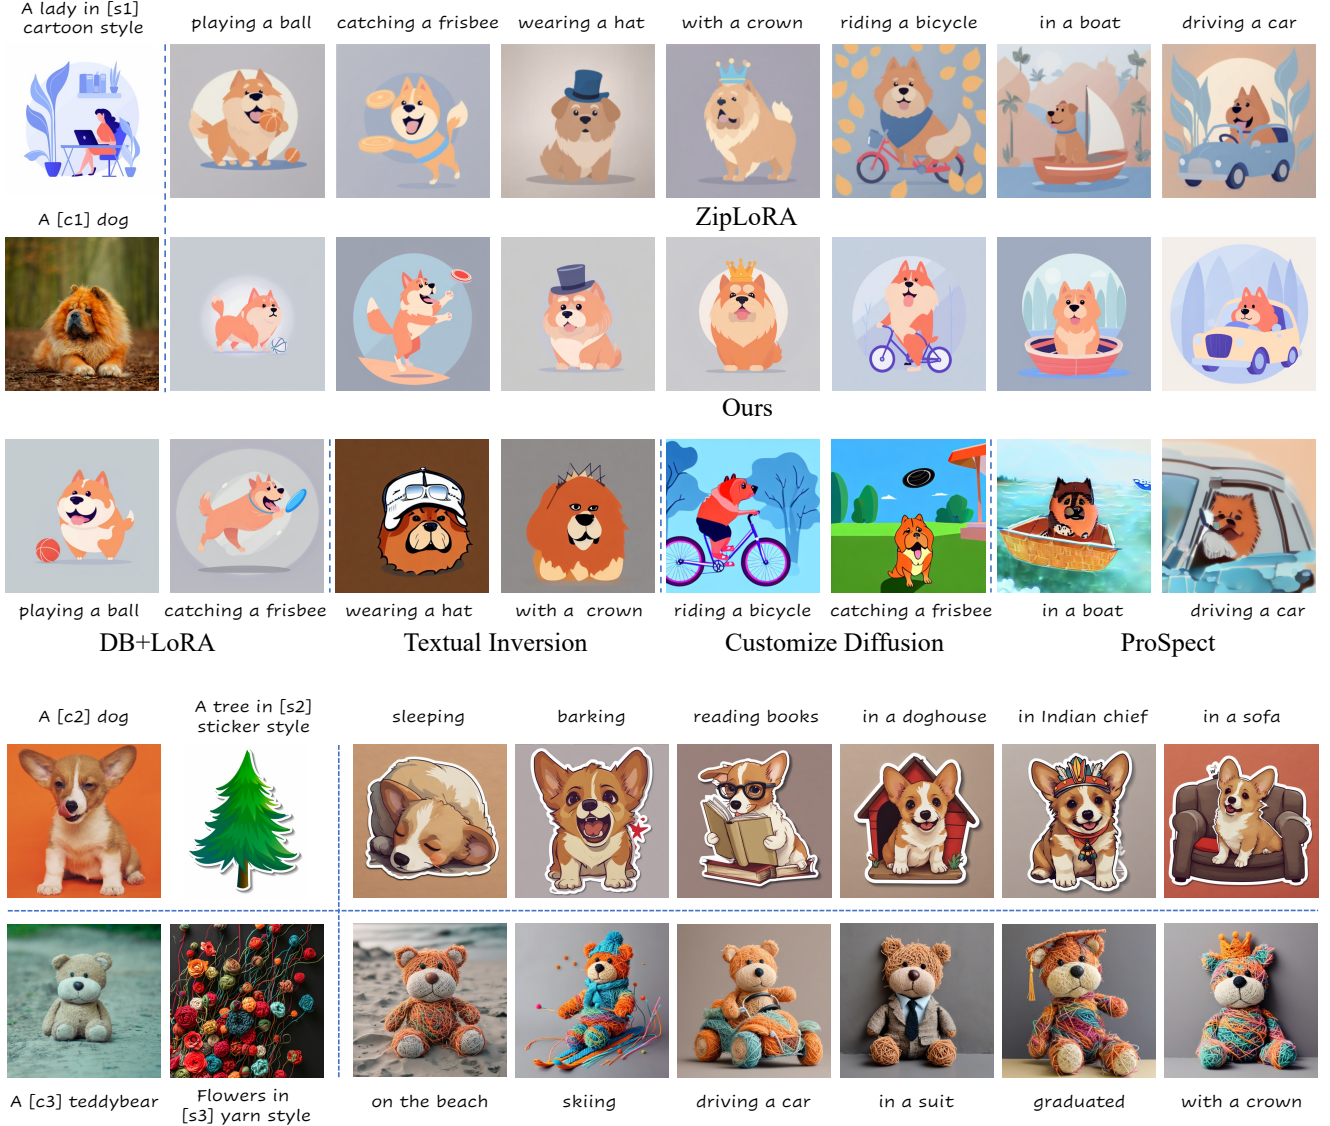 A lady in [s1]
cartoon style
playing a ball
catching a frisbee
wearing a hat
with a crown
riding a bicycle
in a boat
driving a car
ZipLoRA
A [c1] dog
Ours
playing a ball
catching a frisbee
wearing a hat
with a crown
riding a bicycle
catching a frisbee
in a boat
driving a car
DB+LoRA
Textual Inversion
Customize Diffusion
ProSpect
A [c2] dog
A tree in [s2]
sticker style
sleeping
barking
reading books
in a doghouse
in Indian chief
in a sofa
A [c3] teddybear
Flowers in
[s3] yarn style
on the beach
skiing
driving a car
in a suit
graduated
with a crown